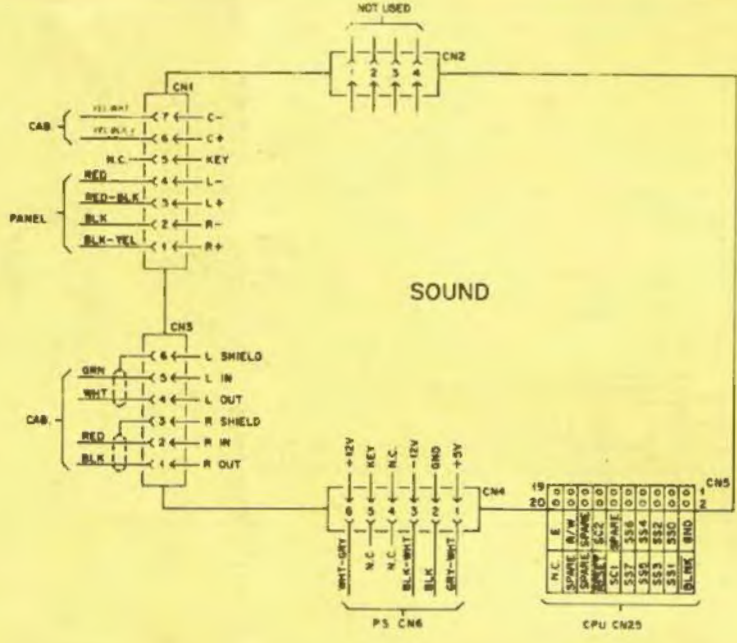 NOT USED
CN2
1 2 3 4
CN1
CAB.
YEL-WHT 7 C-
6 C+
N.C. 5 KEY
PANEL
RED 4 L-
RED-BLK 3 L+
BLK 2 R-
BLK-YEL 1 R+
SOUND
CN3
CAB.
6 L SHIELD
GRN 5 L IN
WHT 4 L OUT
3 R SHIELD
RED 2 R IN
BLK 1 R OUT
+12V KEY N.C. -12V GND +5V
CN4
6 5 4 3 2 1
WHT-GRY N.C. N.C. BLK-WHT BLK GRY-WHT
PS CN6
19 1 CN5
20 2
E R/W SPARE SC2 SPARE SS6 SS4 SS2 SS0 GND
N.C. SPARE SPARE RESET SC1 SS7 SS5 SS3 SS1 BLNK
CPU CN25